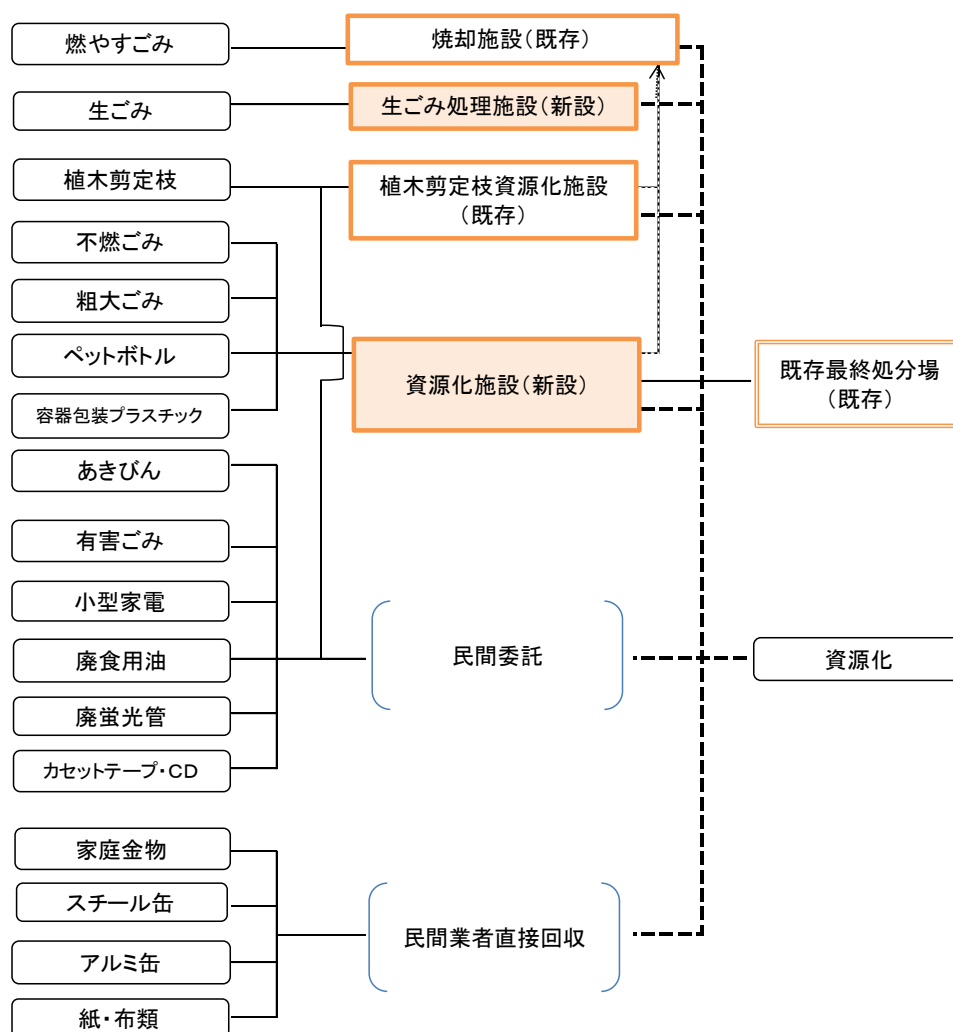 燃やすごみ
焼却施設（既存）
生ごみ
生ごみ処理施設（新設）
植木剪定枝
植木剪定枝資源化施設
（既存）
不燃ごみ
粗大ごみ
ペットボトル
容器包装プラスチック
資源化施設（新設）
既存最終処分場
（既存）
あきびん
有害ごみ
小型家電
廃食用油
廃蛍光管
カセットテープ・CD
民間委託
資源化
家庭金物
スチール缶
アルミ缶
紙・布類
民間業者直接回収